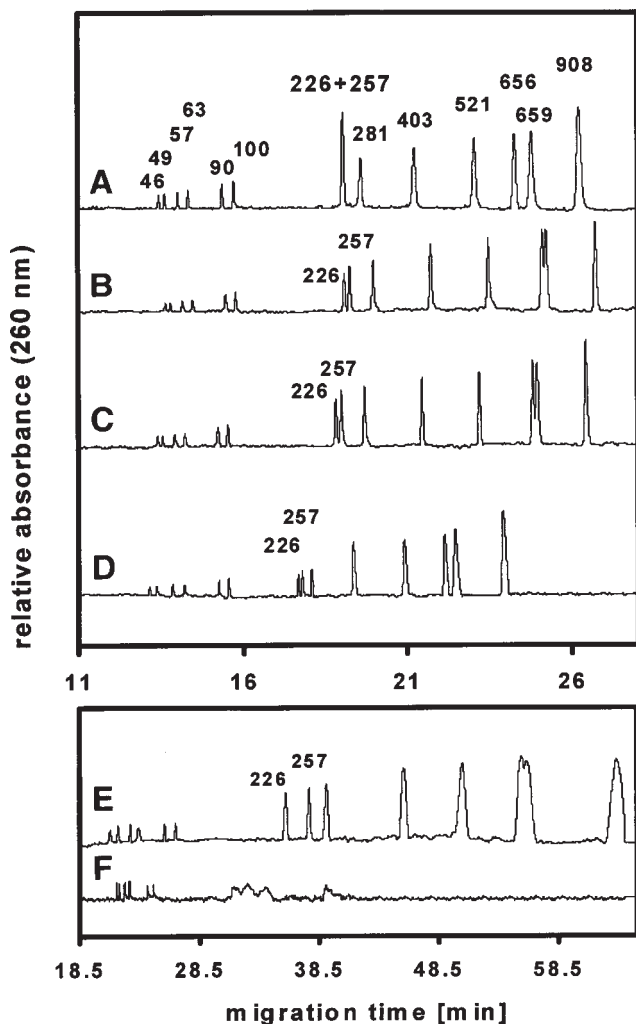 908
63
226+257
656
57
521
659
49
100
281
403
46
90
A
257
B
226
257
226
C
257
226
D
relative absorbance (260 nm)
11 16 21 26
257
226
E
F
18.5 28.5 38.5 48.5 58.5
migration time [min]